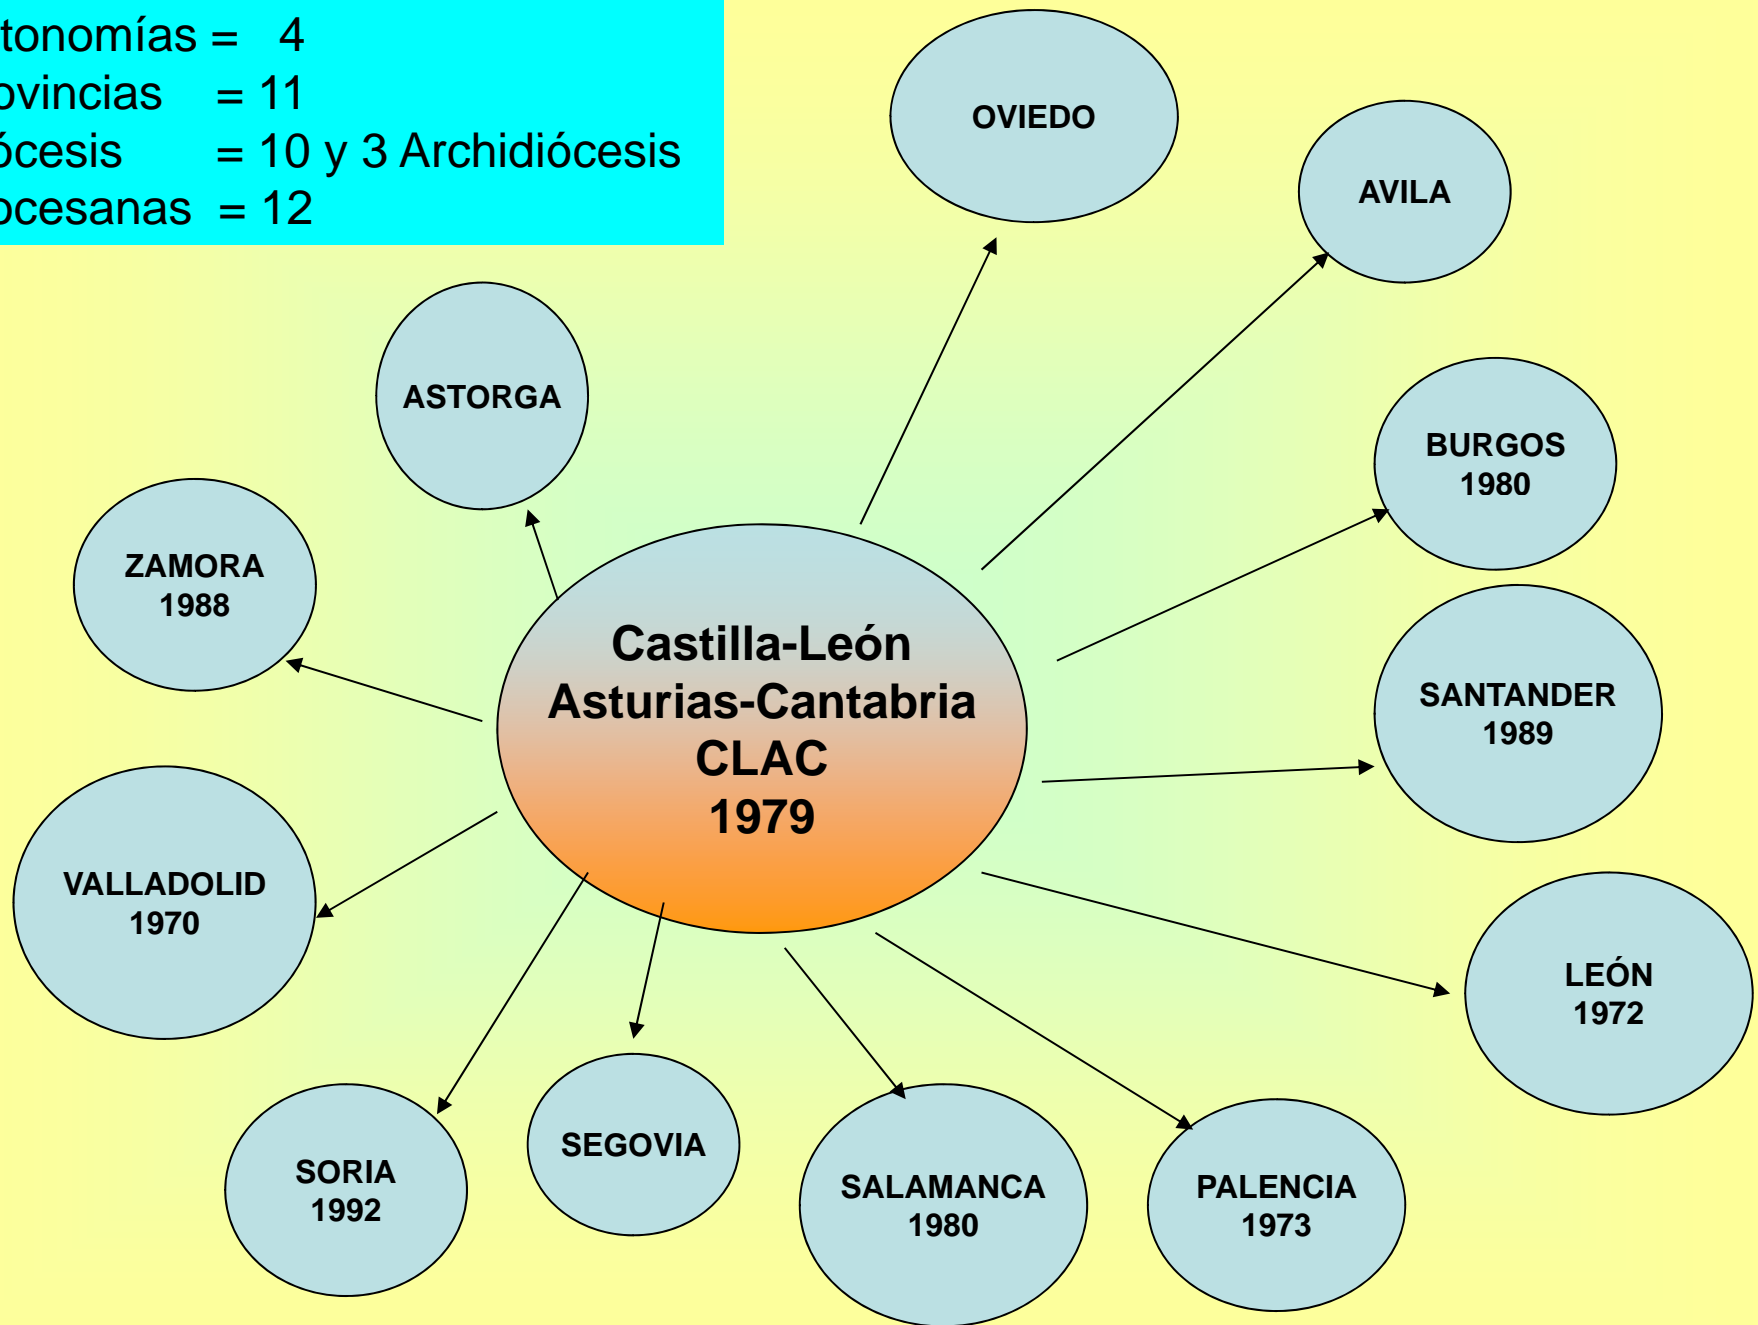 tonomías = 4
ovincias = 11
ócesis = 10 y 3 Archidiócesis
ocesanas = 12
OVIEDO
AVILA
ASTORGA
BURGOS
1980
ZAMORA
1988
Castilla-León
Asturias-Cantabria
CLAC
1979
SANTANDER
1989
VALLADOLID
1970
LEÓN
1972
SORIA
1992
SEGOVIA
SALAMANCA
1980
PALENCIA
1973